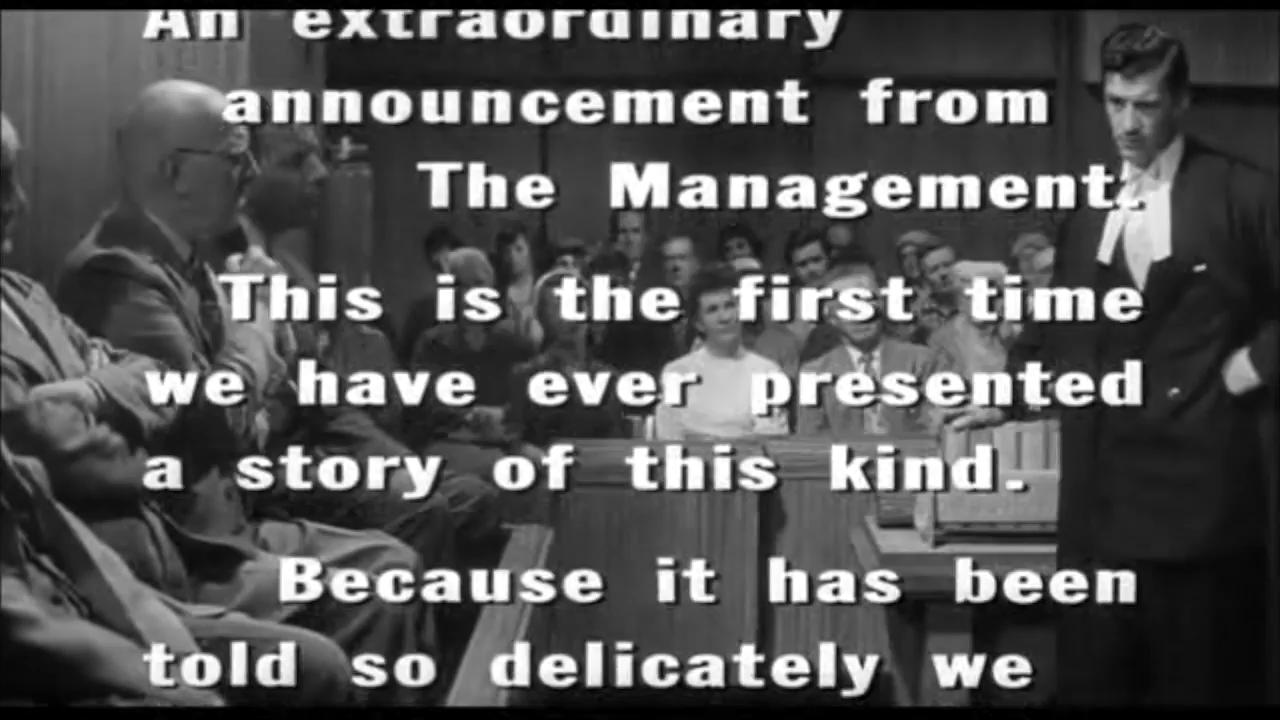 An extraordinary
announcement from
The Management.
This is the first time
we have ever presented
a story of this kind.
Because it has been
told so delicately we